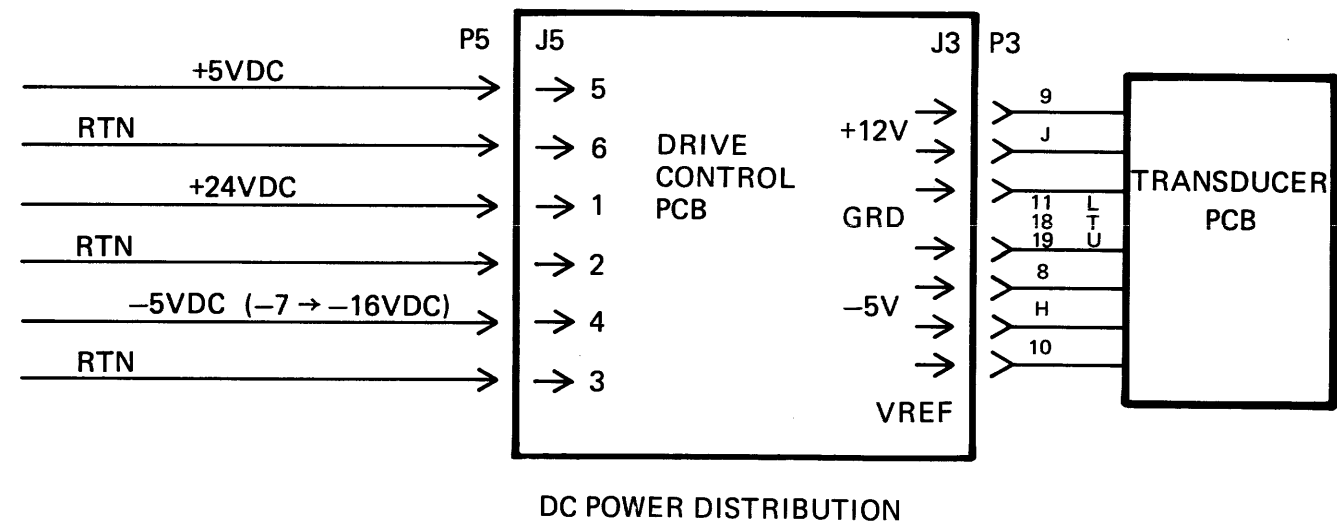 P5 J5 J3 P3
+5VDC
5
9
RTN
6
+12V
J
DRIVE
CONTROL
PCB
+24VDC
1
TRANSDUCER
PCB
11 L
18 T
19 U
GRD
RTN
2
8
−5VDC (−7 → −16VDC)
4
−5V
H
RTN
3
10
VREF
DC POWER DISTRIBUTION